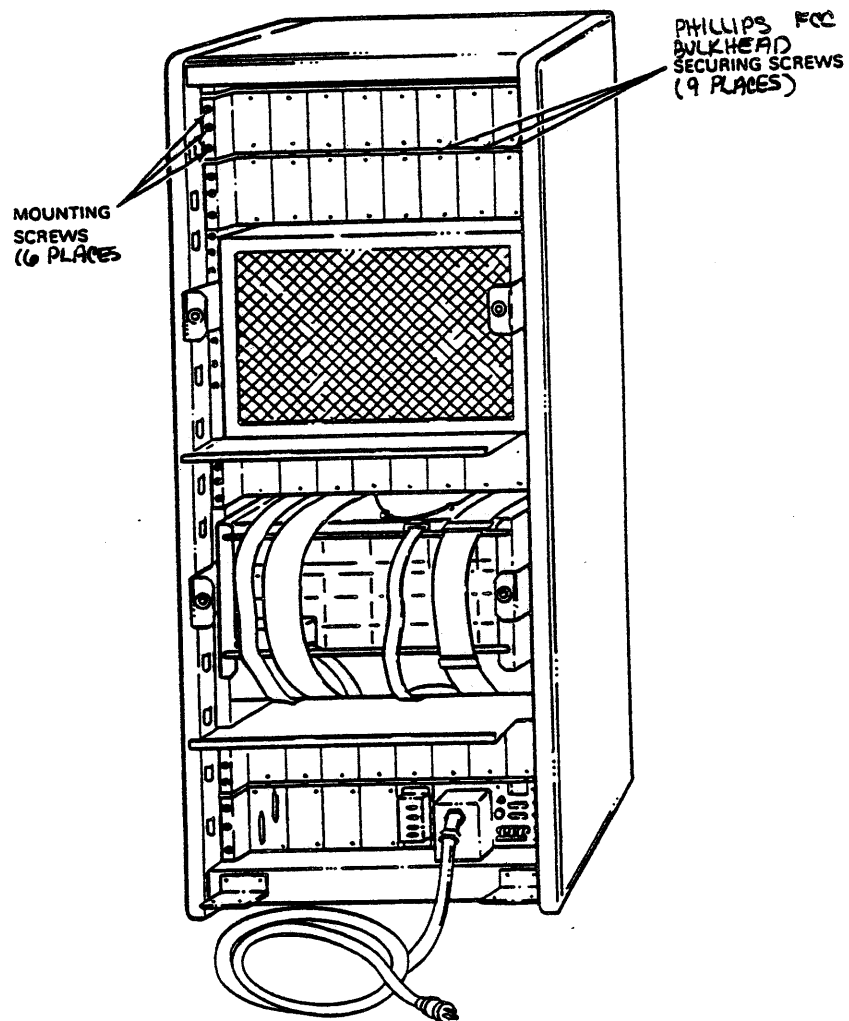 PHILLIPS FCC
BULKHEAD
SECURING SCREWS
(9 PLACES)
MOUNTING
SCREWS
(6 PLACES